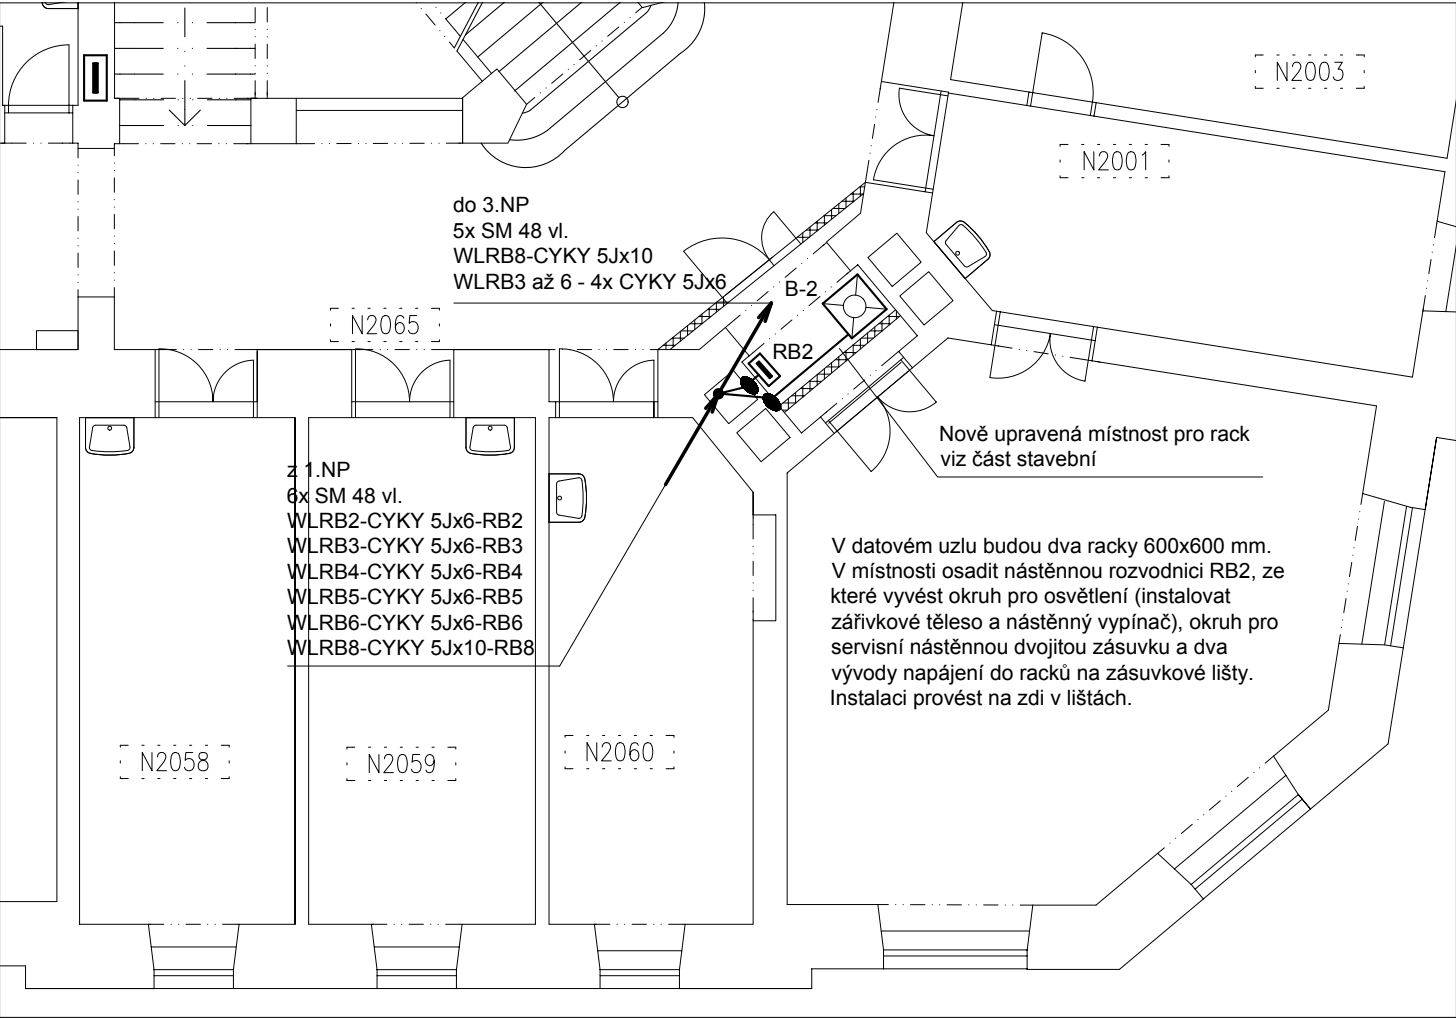 N2003
N2001
do 3.NP
5x SM 48 vl.
WLRB8-CYKY 5Jx10
WLRB3 až 6 - 4x CYKY 5Jx6
B-2
N2065
RB2
Nově upravená místnost pro rack
viz část stavební
z 1.NP
6x SM 48 vl.
WLRB2-CYKY 5Jx6-RB2
WLRB3-CYKY 5Jx6-RB3
WLRB4-CYKY 5Jx6-RB4
WLRB5-CYKY 5Jx6-RB5
WLRB6-CYKY 5Jx6-RB6
WLRB8-CYKY 5Jx10-RB8
V datovém uzlu budou dva racky 600x600 mm.
V místnosti osadit nástěnnou rozvodnici RB2, ze
které vyvést okruh pro osvětlení (instalovat
zářivkové těleso a nástěnný vypínač), okruh pro
servisní nástěnnou dvojitou zásuvku a dva
vývody napájení do racků na zásuvkové lišty.
Instalaci provést na zdi v lištách.
N2058
N2059
N2060